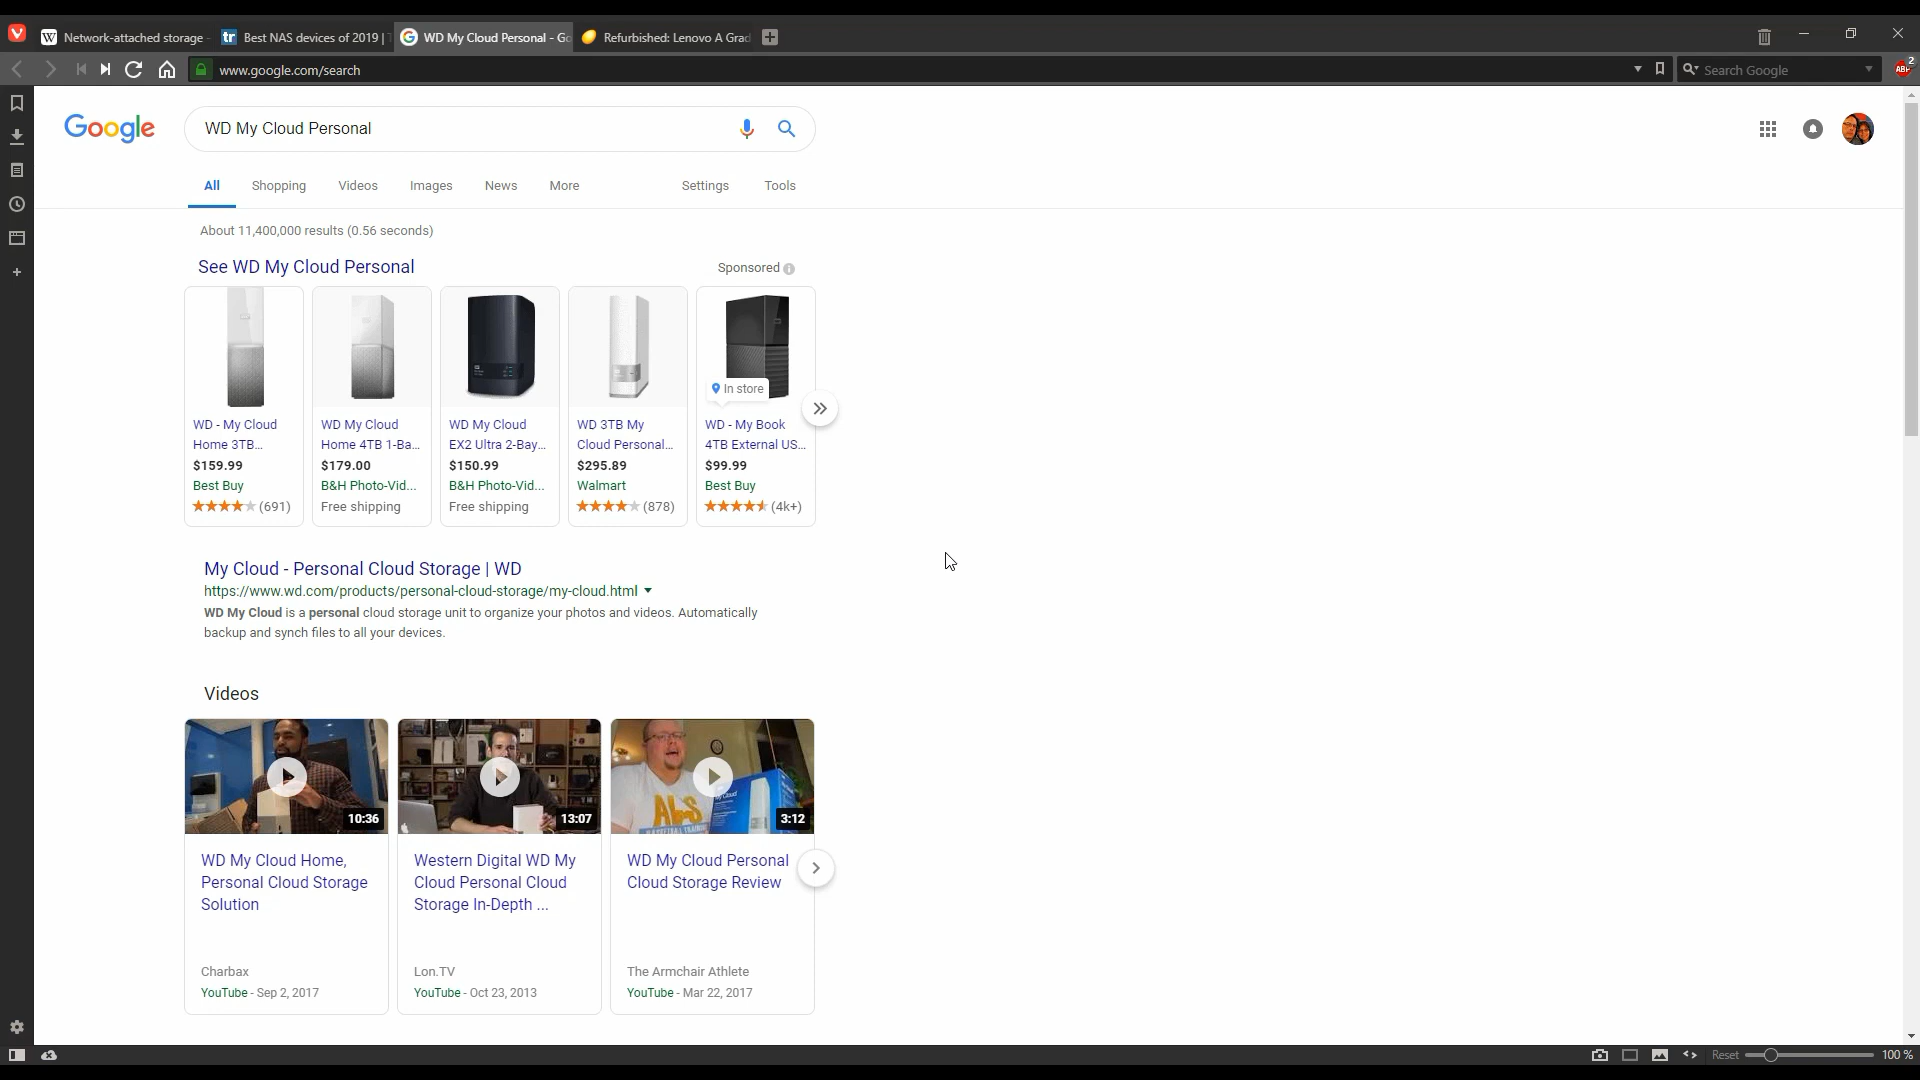 Network-attached storage -
Best NAS devices of 2019 |
WD My Cloud Personal - Go
Refurbished: Lenovo A Grad
www.google.com/search
Search Google
ABP
2
Google
WD My Cloud Personal
All
Shopping
Videos
Images
News
More
Settings
Tools
About 11,400,000 results (0.56 seconds)
See WD My Cloud Personal
Sponsored
In store
WD - My Cloud
Home 3TB...
$159.99
Best Buy
(691)
WD My Cloud
Home 4TB 1-Ba...
$179.00
B&H Photo-Vid...
Free shipping
WD My Cloud
EX2 Ultra 2-Bay...
$150.99
B&H Photo-Vid...
Free shipping
WD 3TB My
Cloud Personal...
$295.89
Walmart
(878)
WD - My Book
4TB External US...
$99.99
Best Buy
(4k+)
My Cloud - Personal Cloud Storage | WD
https://www.wd.com/products/personal-cloud-storage/my-cloud.html
WD My Cloud is a personal cloud storage unit to organize your photos and videos. Automatically
backup and synch files to all your devices.
Videos
10:36
WD My Cloud Home,
Personal Cloud Storage
Solution
Charbax
YouTube - Sep 2, 2017
13:07
Western Digital WD My
Cloud Personal Cloud
Storage In-Depth ...
Lon.TV
YouTube - Oct 23, 2013
3:12
WD My Cloud Personal
Cloud Storage Review
The Armchair Athlete
YouTube - Mar 22, 2017
Reset
100 %